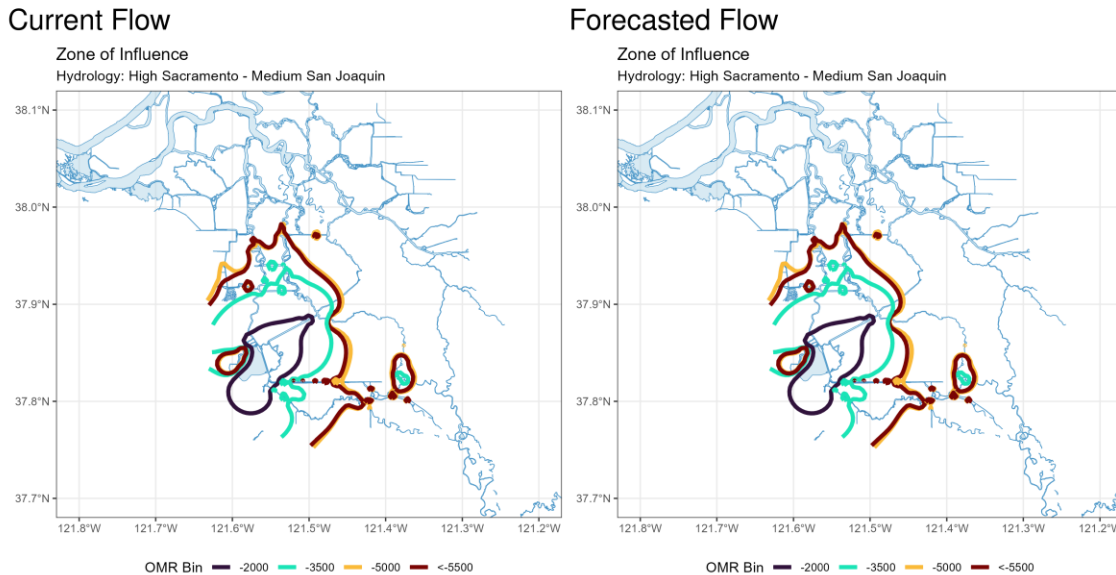 Current Flow
Zone of Influence
Hydrology: High Sacramento - Medium San Joaquin
38.1°N
38.0°N
37.9°N
37.8°N
37.7°N
121.8°W 121.7°W 121.6°W 121.5°W 121.4°W 121.3°W 121.2°W
OMR Bin -2000 -3500 -5000 <-5500
Forecasted Flow
Zone of Influence
Hydrology: High Sacramento - Medium San Joaquin
38.1°N
38.0°N
37.9°N
37.8°N
37.7°N
121.8°W 121.7°W 121.6°W 121.5°W 121.4°W 121.3°W 121.2°W
OMR Bin -2000 -3500 -5000 <-5500